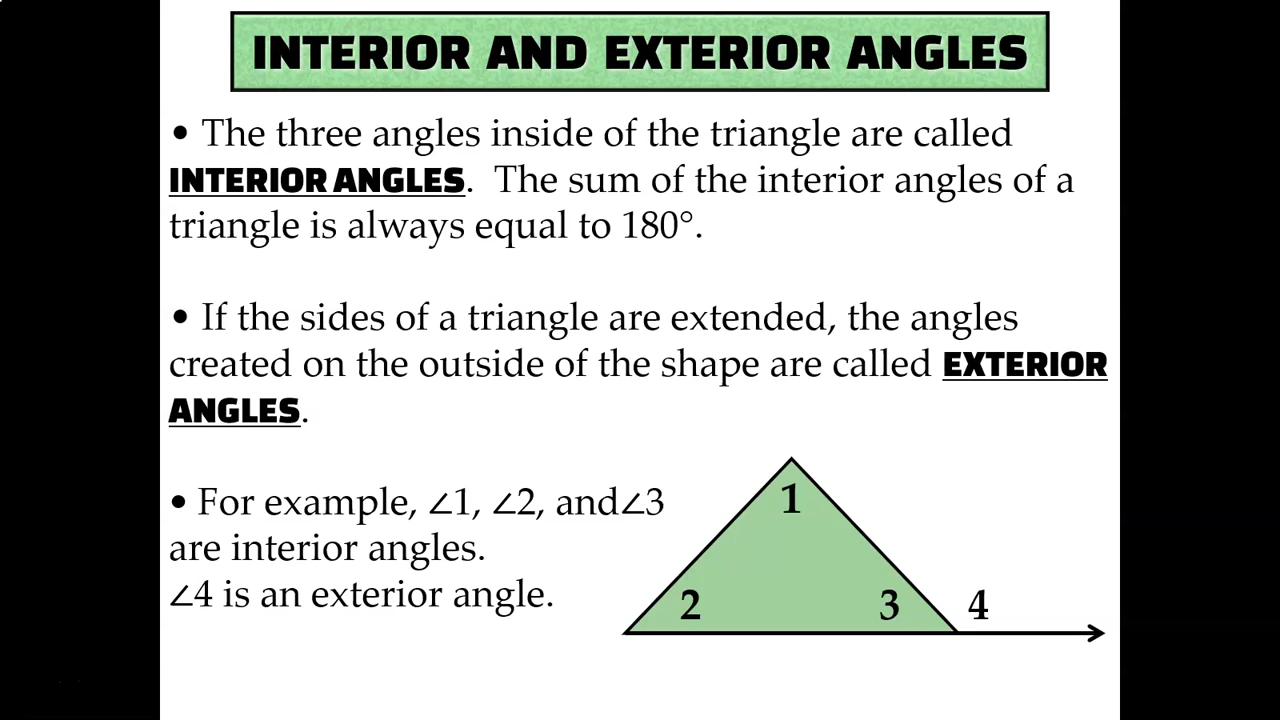 INTERIOR AND EXTERIOR ANGLES
• The three angles inside of the triangle are called
INTERIOR ANGLES.  The sum of the interior angles of a
triangle is always equal to 180°.
• If the sides of a triangle are extended, the angles
created on the outside of the shape are called EXTERIOR
ANGLES.
• For example, ∠1, ∠2, and∠3
are interior angles.
∠4 is an exterior angle.
1
2 3 4